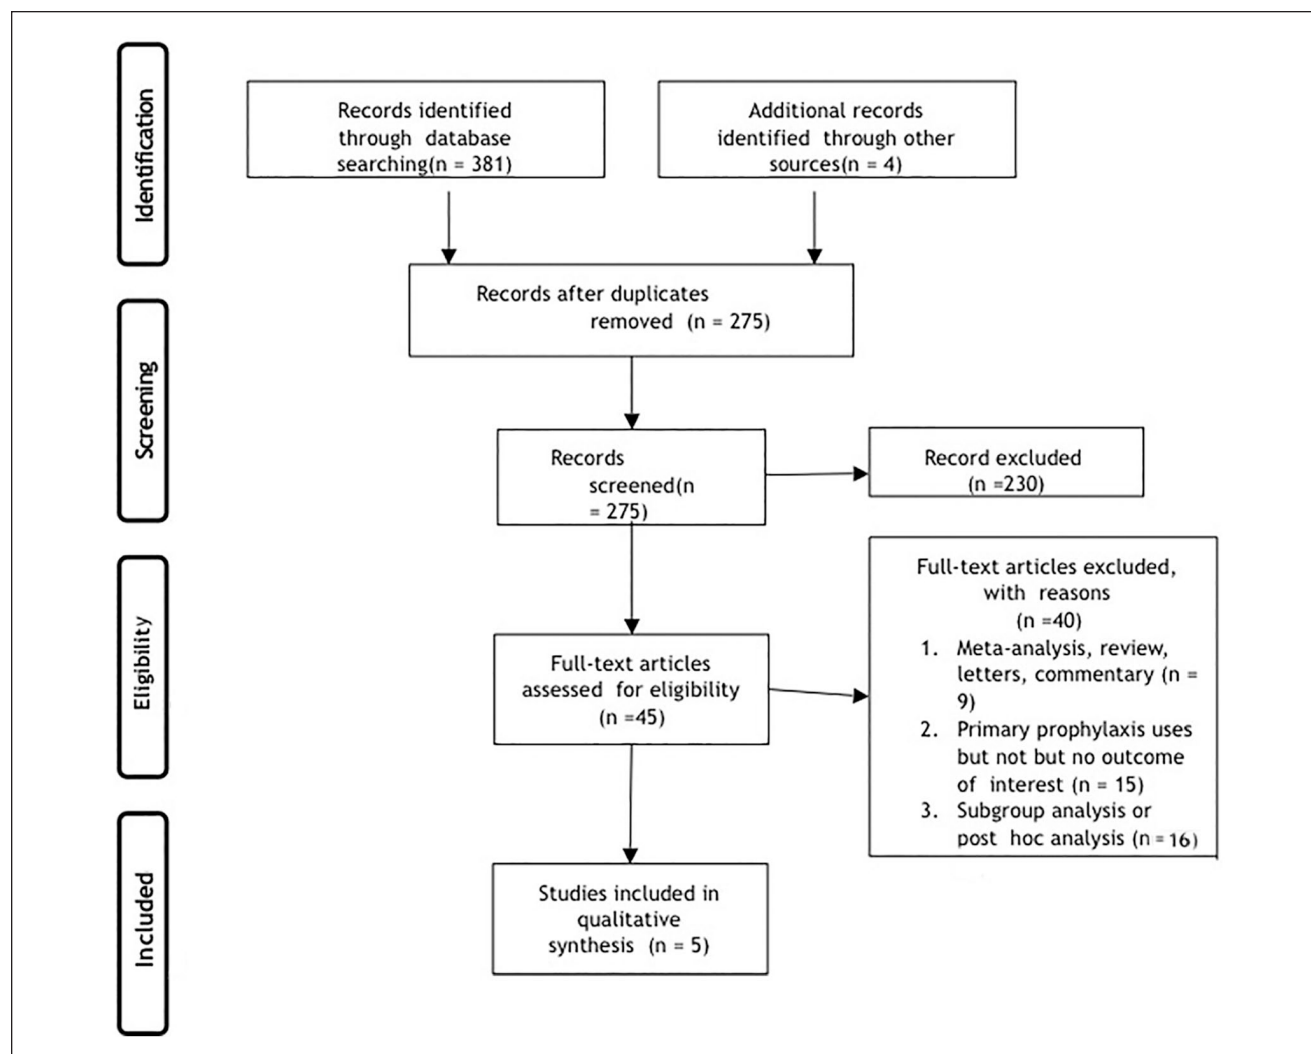 Identification
Records identified
through database
searching(n = 381)
Additional records
identified through other
sources(n = 4)
Records after duplicates
removed (n = 275)
Screening
Records
screened(n
= 275)
Record excluded
(n =230)
Eligibility
Full-text articles
assessed for eligibility
(n =45)
Full-text articles excluded,
with reasons
(n =40)
1. Meta-analysis, review,
letters, commentary (n =
9)
2. Primary prophylaxis uses
but not but no outcome
of interest (n = 15)
3. Subgroup analysis or
post hoc analysis (n = 16)
Included
Studies included in
qualitative
synthesis (n = 5)